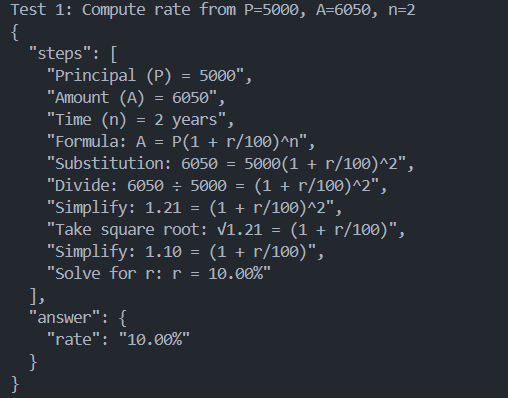 Test 1: Compute rate from P=5000, A=6050, n=2
{
  "steps": [
    "Principal (P) = 5000",
    "Amount (A) = 6050",
    "Time (n) = 2 years",
    "Formula: A = P(1 + r/100)^n",
    "Substitution: 6050 = 5000(1 + r/100)^2",
    "Divide: 6050 ÷ 5000 = (1 + r/100)^2",
    "Simplify: 1.21 = (1 + r/100)^2",
    "Take square root: √1.21 = (1 + r/100)",
    "Simplify: 1.10 = (1 + r/100)",
    "Solve for r: r = 10.00%"
  ],
  "answer": {
    "rate": "10.00%"
  }
}